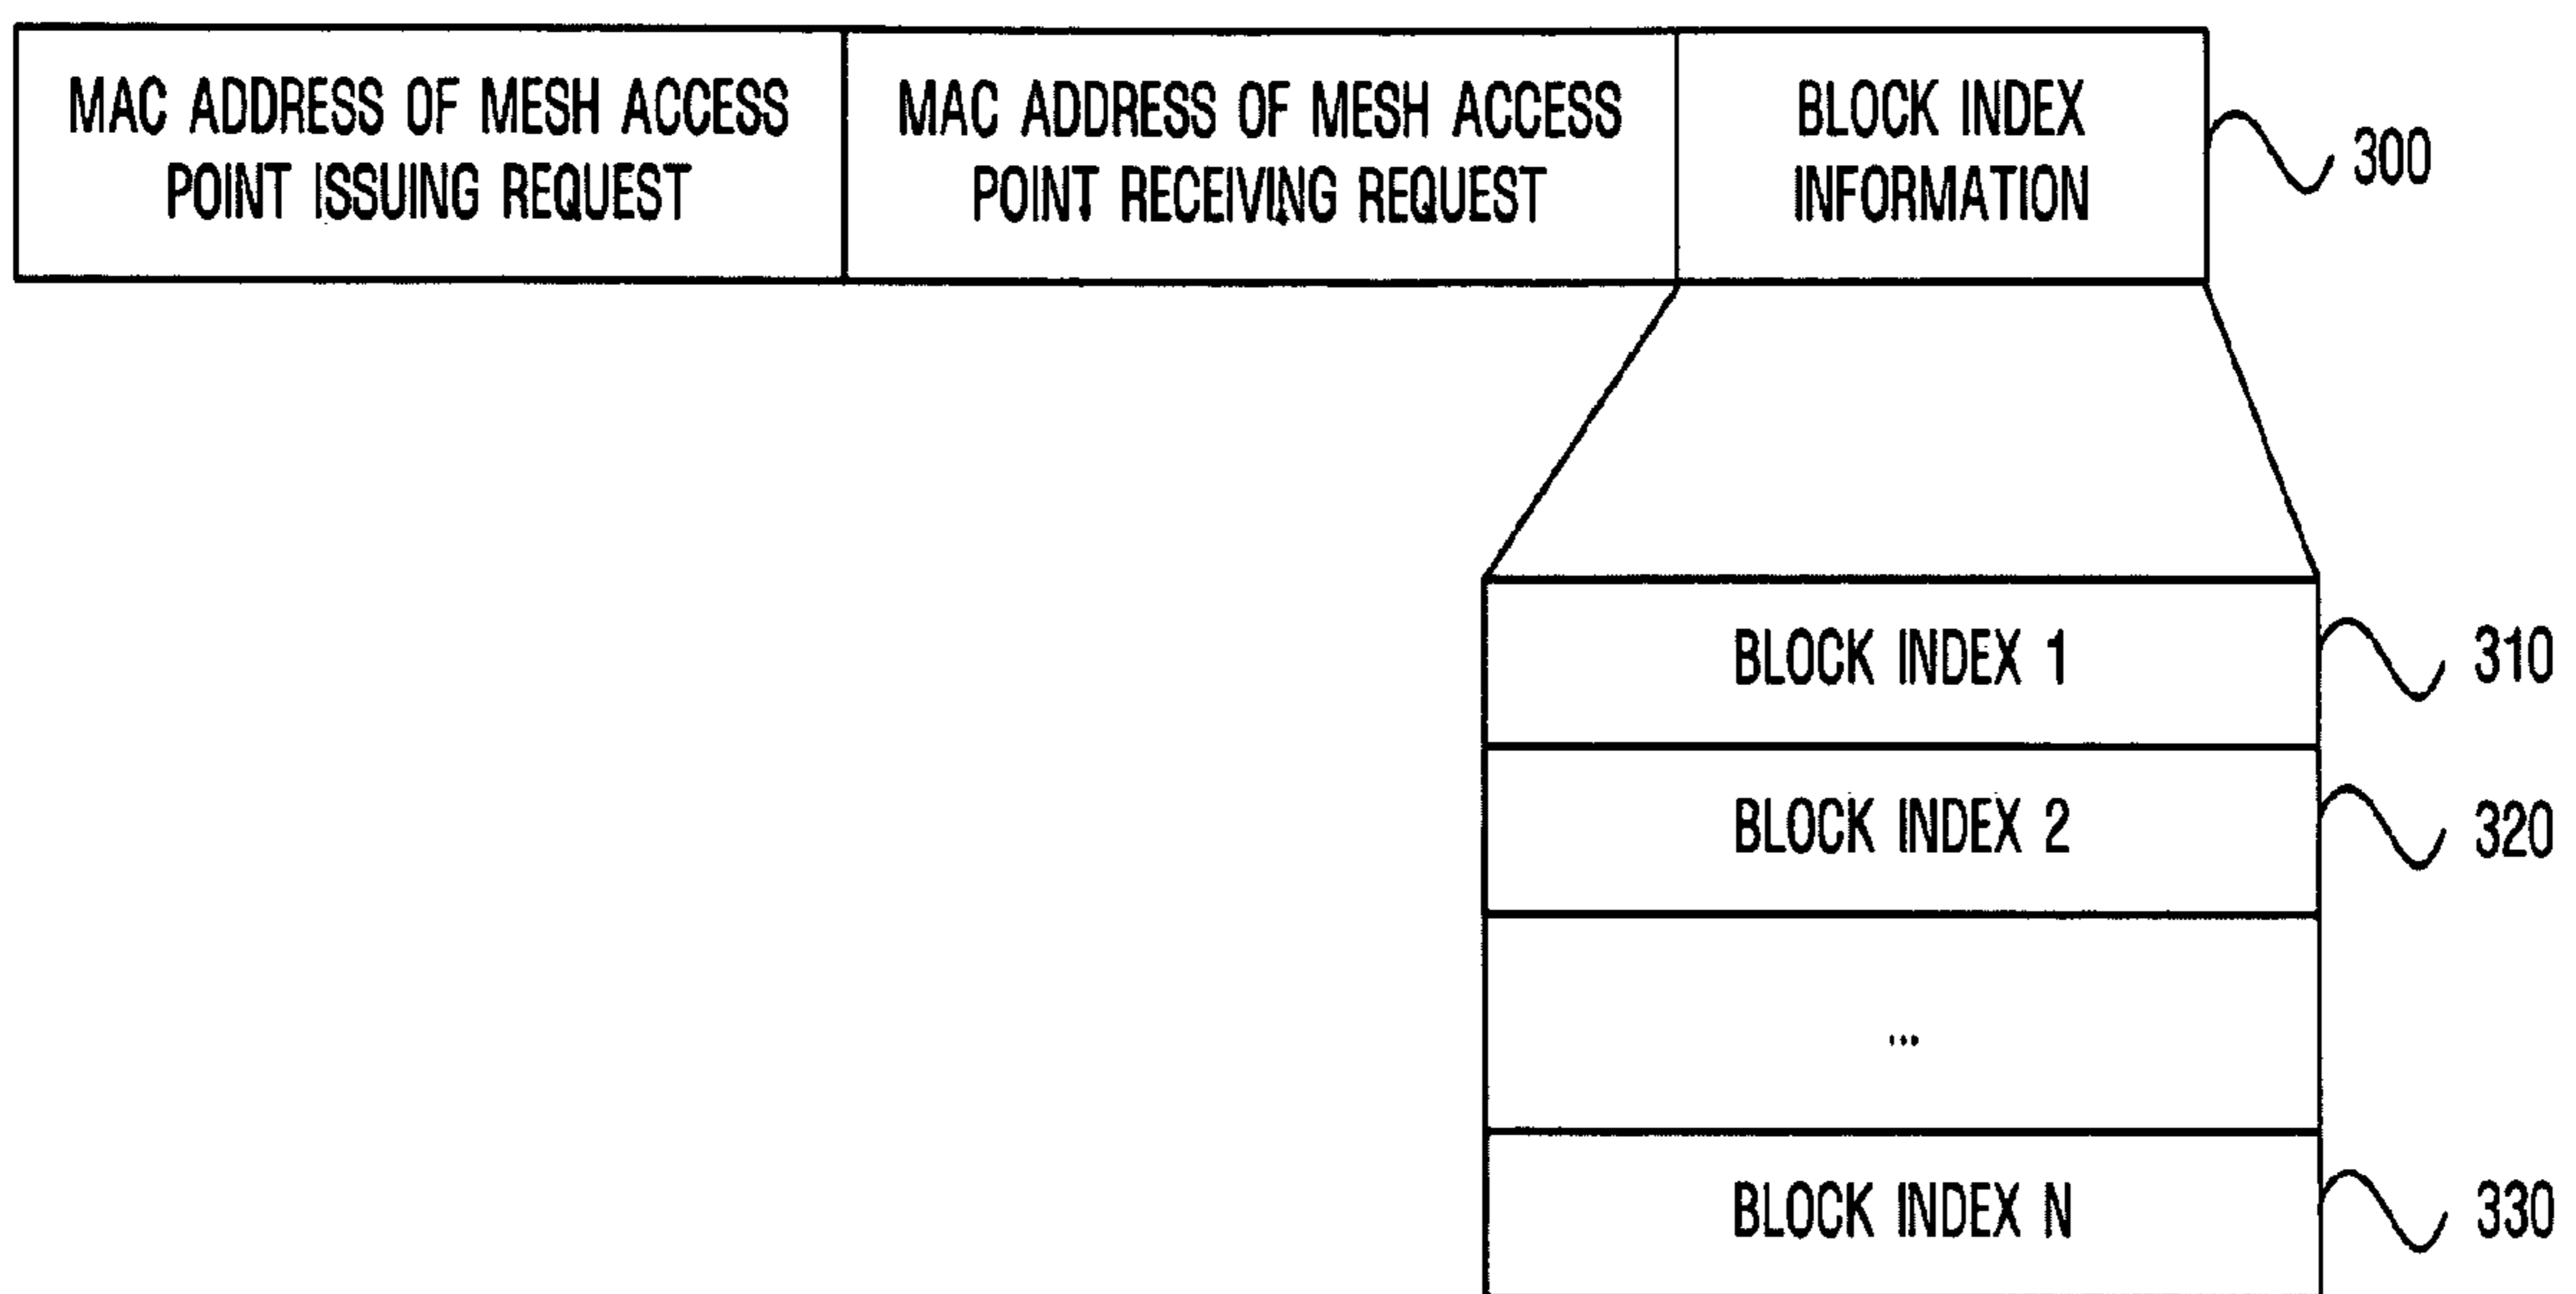 MAC ADDRESS OF MESH ACCESS
POINT ISSUING REQUEST
MAC ADDRESS OF MESH ACCESS
POINT RECEIVING REQUEST
BLOCK INDEX
INFORMATION
300
BLOCK INDEX 1
310
BLOCK INDEX 2
320
...
BLOCK INDEX N
330